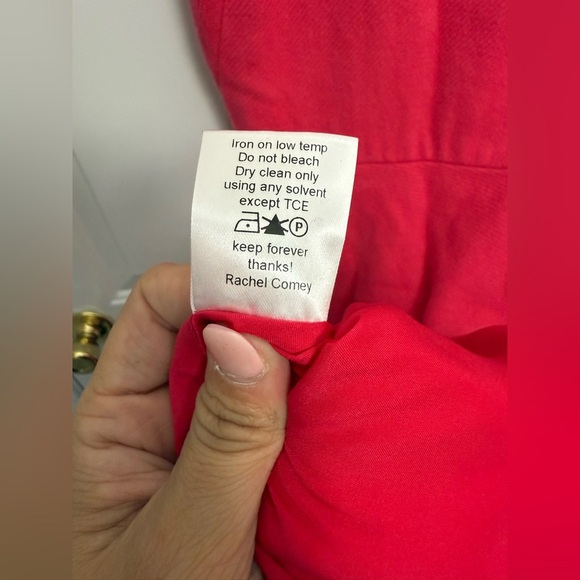 Iron on low temp
Do not bleach
Dry clean only
using any solvent
except TCE
P
keep forever
thanks!
Rachel Comey